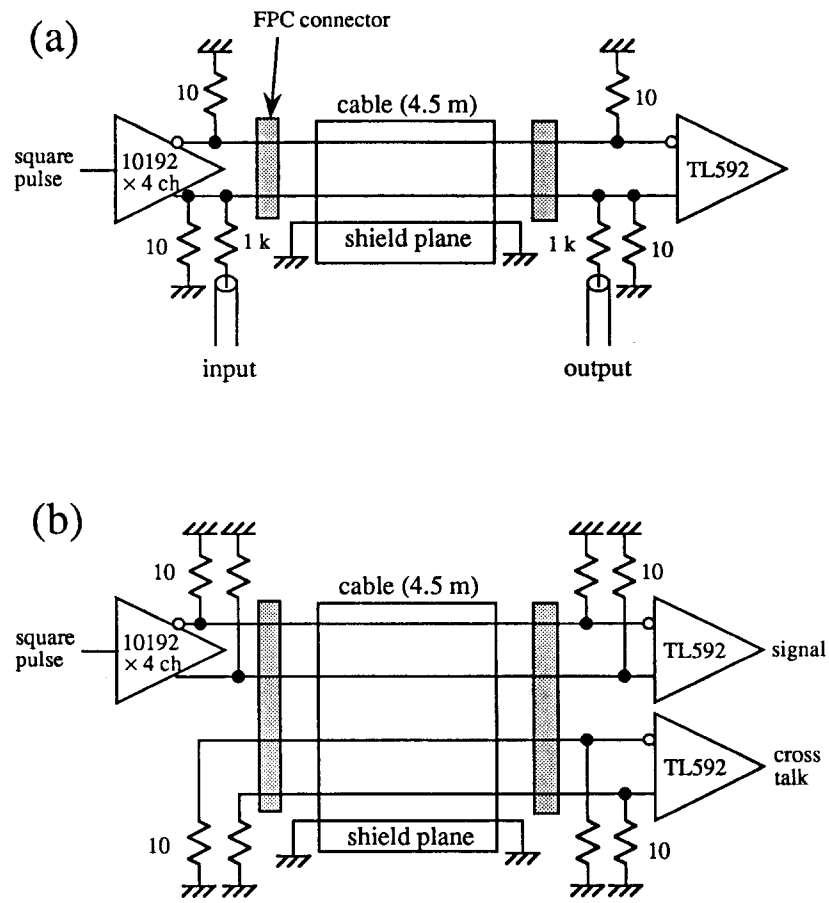 (a)
FPC connector
10
cable (4.5 m)
10
square
pulse
10192
× 4 ch
TL592
10
1 k
shield plane
1 k
10
input
output
(b)
10
cable (4.5 m)
10
square
pulse
10192
× 4 ch
TL592
signal
TL592
cross
talk
10
shield plane
10